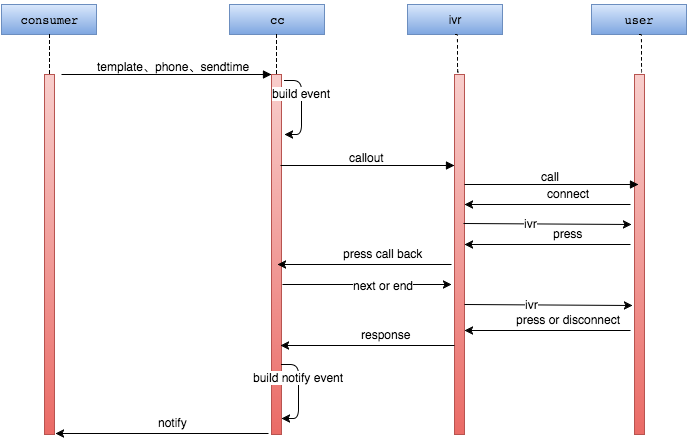 consumer
cc
ivr
user
template、phone、sendtime
build event
callout
call
connect
ivr
press
press call back
next or end
ivr
press or disconnect
response
build notify event
notify